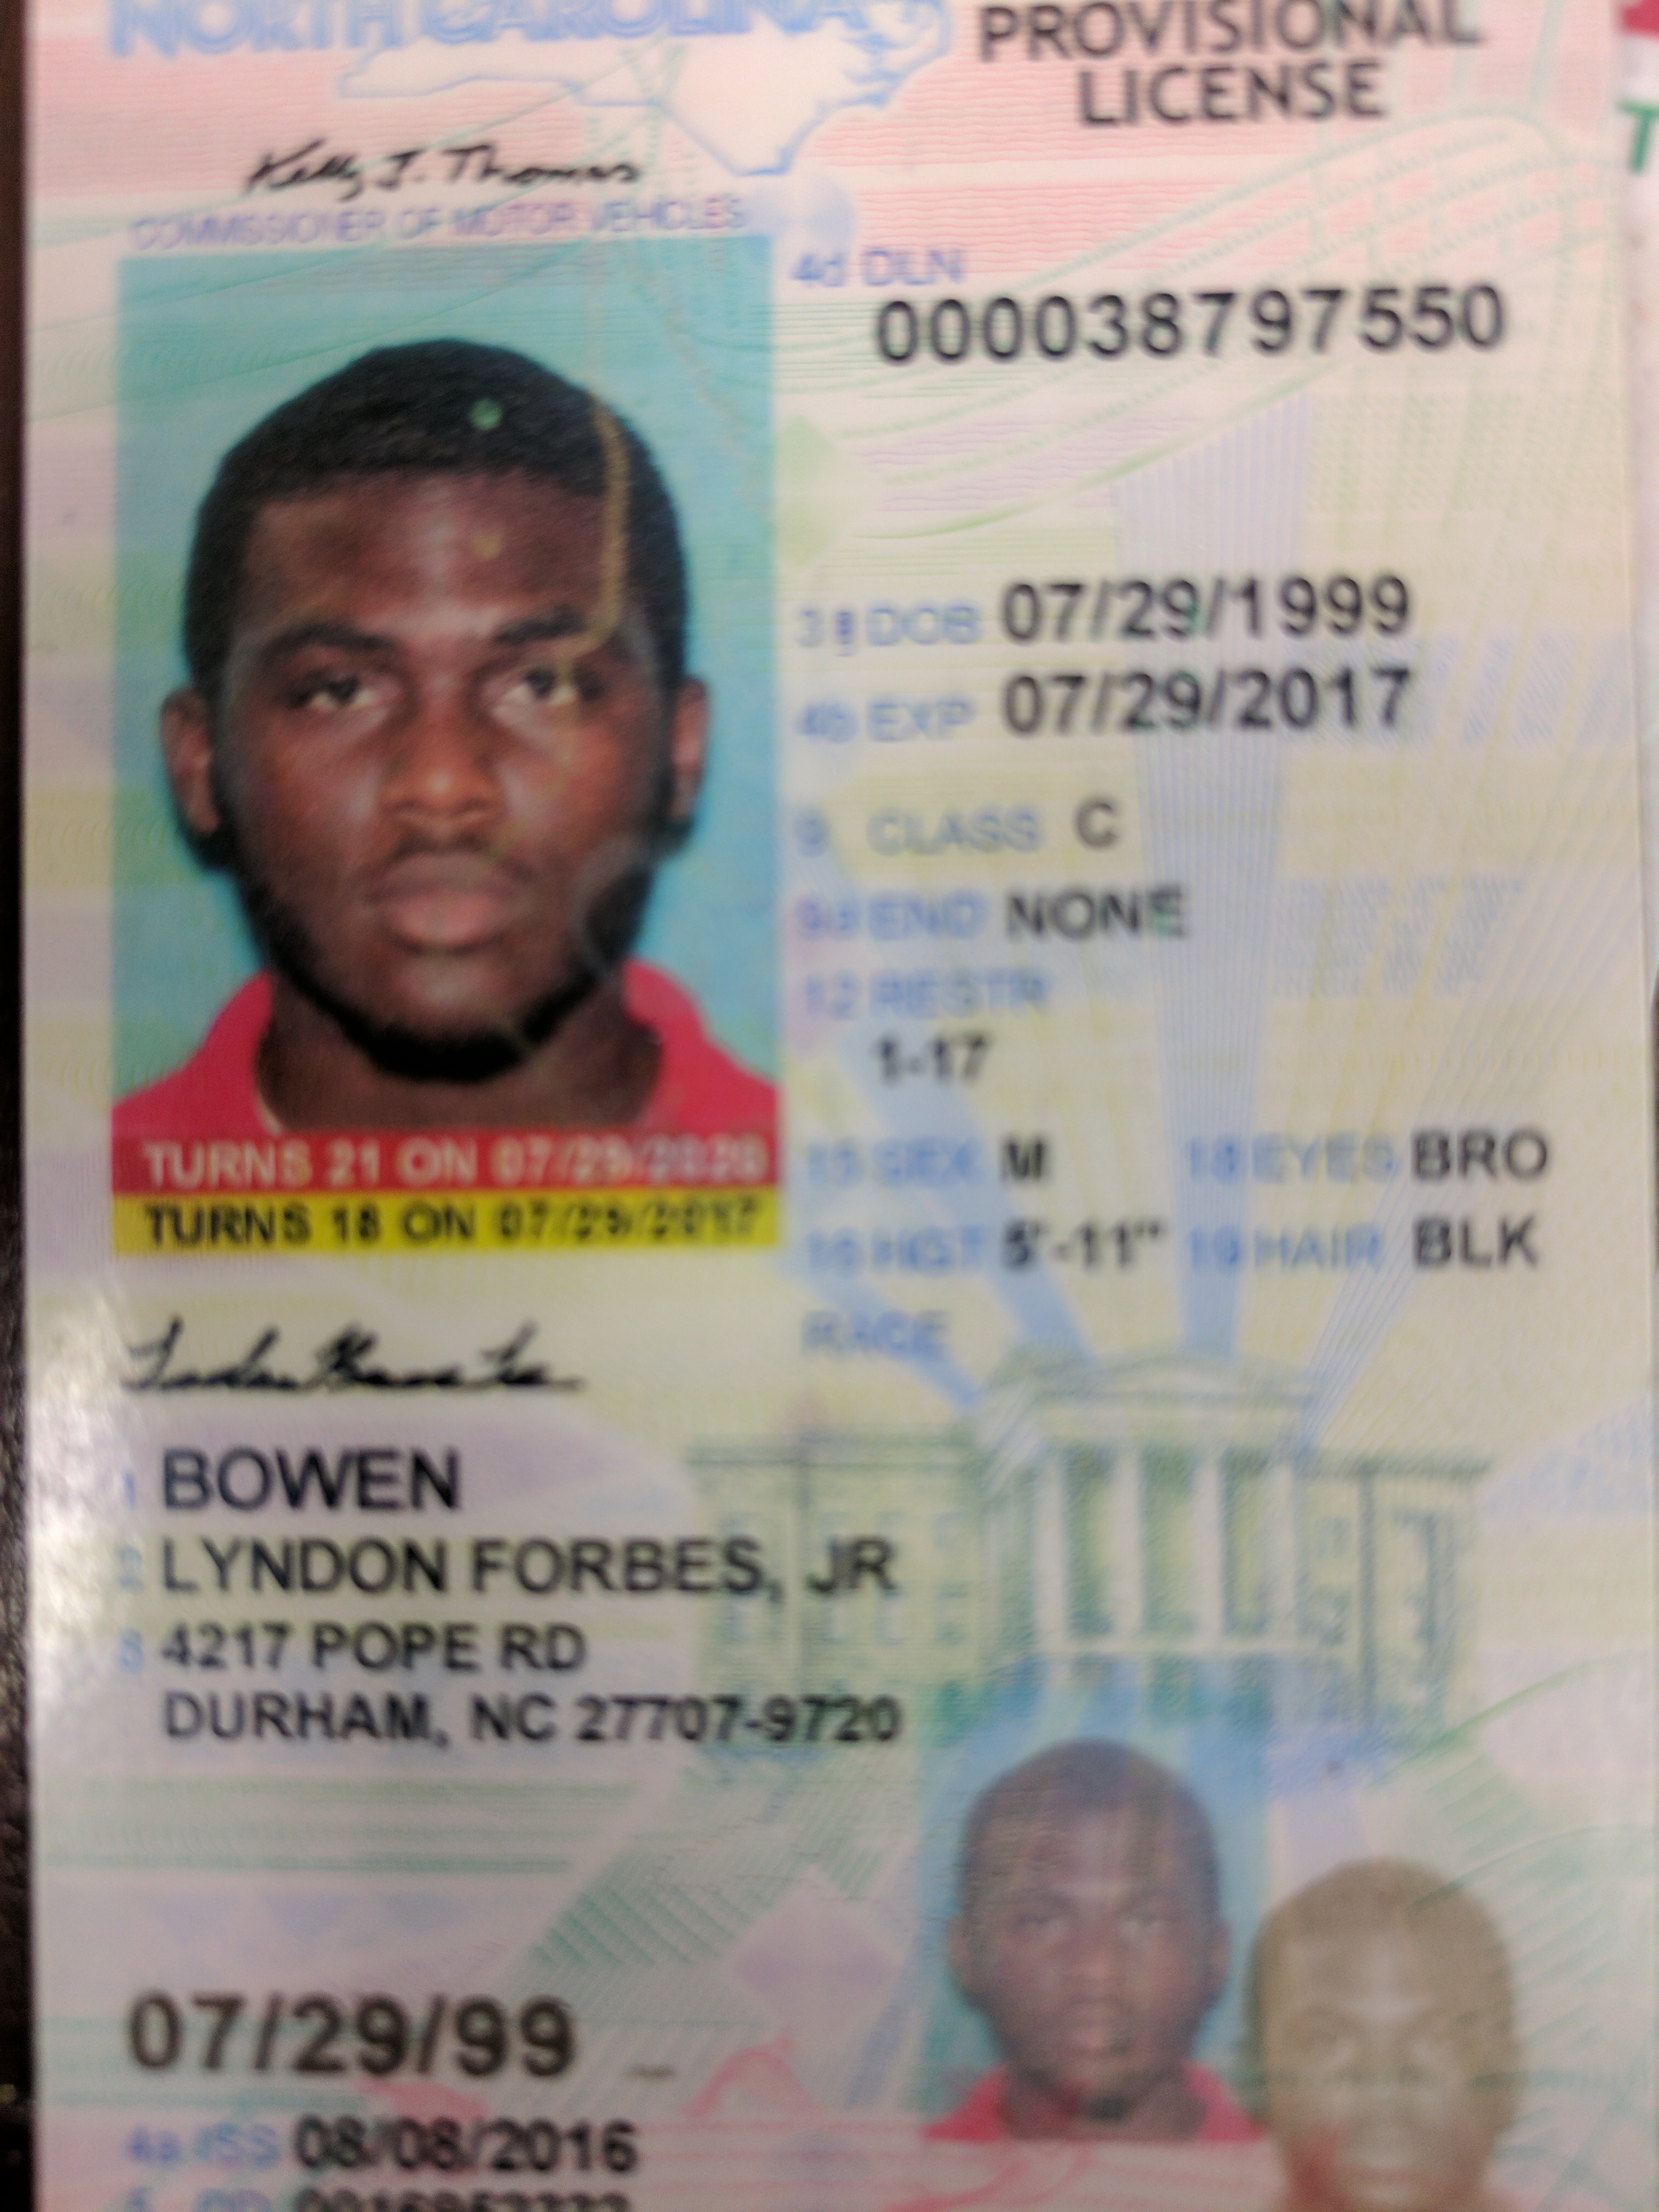 NORTH CAROLINA
PROVISIONAL
LICENSE
Kelly J. Thomas
COMMISSIONER OF MOTOR VEHICLES
4d DLN
000038797550
3 DOB 07/29/1999
4b EXP 07/29/2017
9 CLASS C
9a END NONE
12 RESTR
1-17
15 SEX M 18 EYES BRO
16 HGT 5'-11" 19 HAIR BLK
RACE
TURNS 21 ON 07/29/2020
TURNS 18 ON 07/29/2017
1 BOWEN
2 LYNDON FORBES, JR
8 4217 POPE RD
DURHAM, NC 27707-9720
07/29/99
4a ISS 08/08/2016